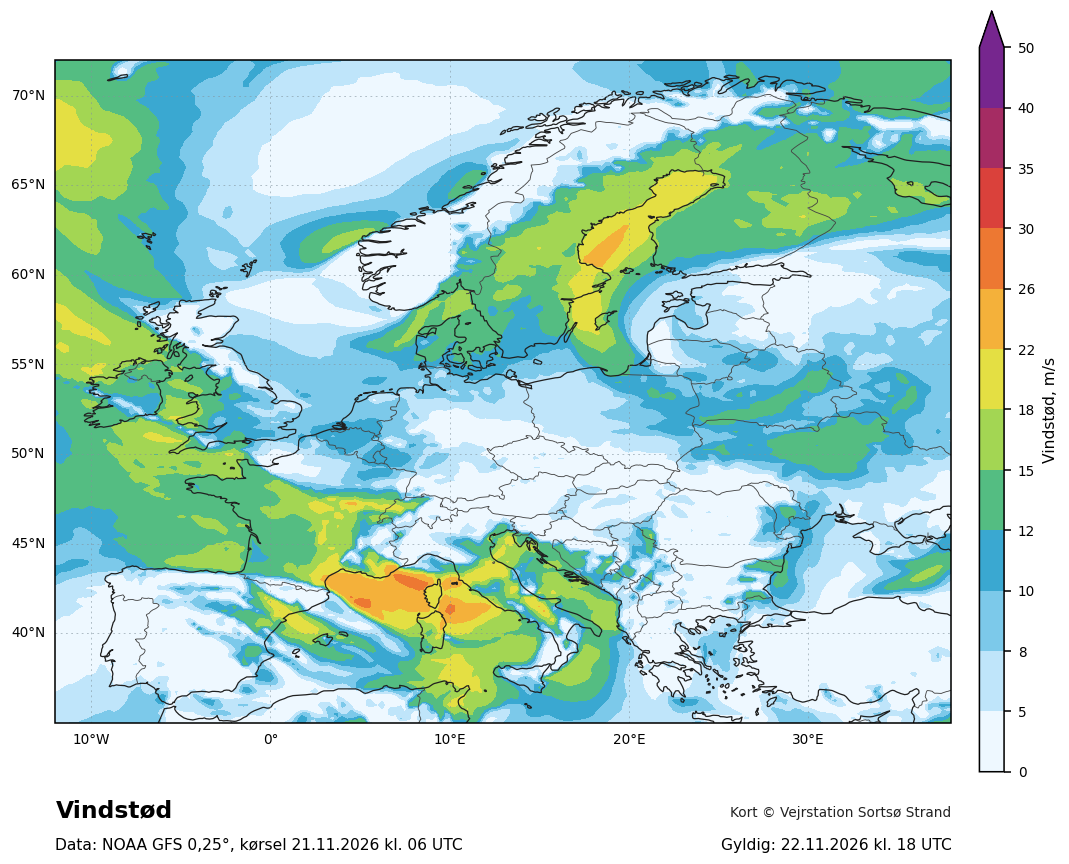 70°N
65°N
60°N
55°N
50°N
45°N
40°N
10°W
0°
10°E
20°E
30°E
50
40
35
30
26
22
18
15
12
10
8
5
0
Vindstød, m/s
Vindstød
Kort © Vejrstation Sortsø Strand
Data: NOAA GFS 0,25°, kørsel 21.11.2026 kl. 06 UTC
Gyldig: 22.11.2026 kl. 18 UTC